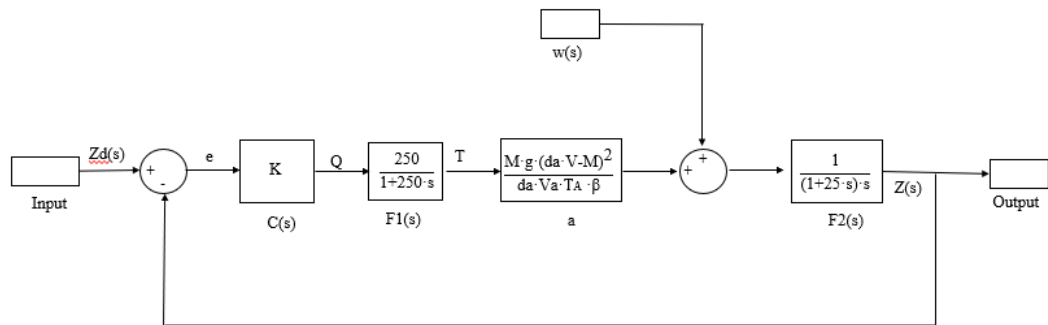 w(s)
Zd(s)
e
Q
T
Z(s)
+
-
K
250
1+250·s
M·g·(da·V-M)2
da·Va·TA·β
+
+
1
(1+25·s)·s
Input
C(s)
F1(s)
a
F2(s)
Output